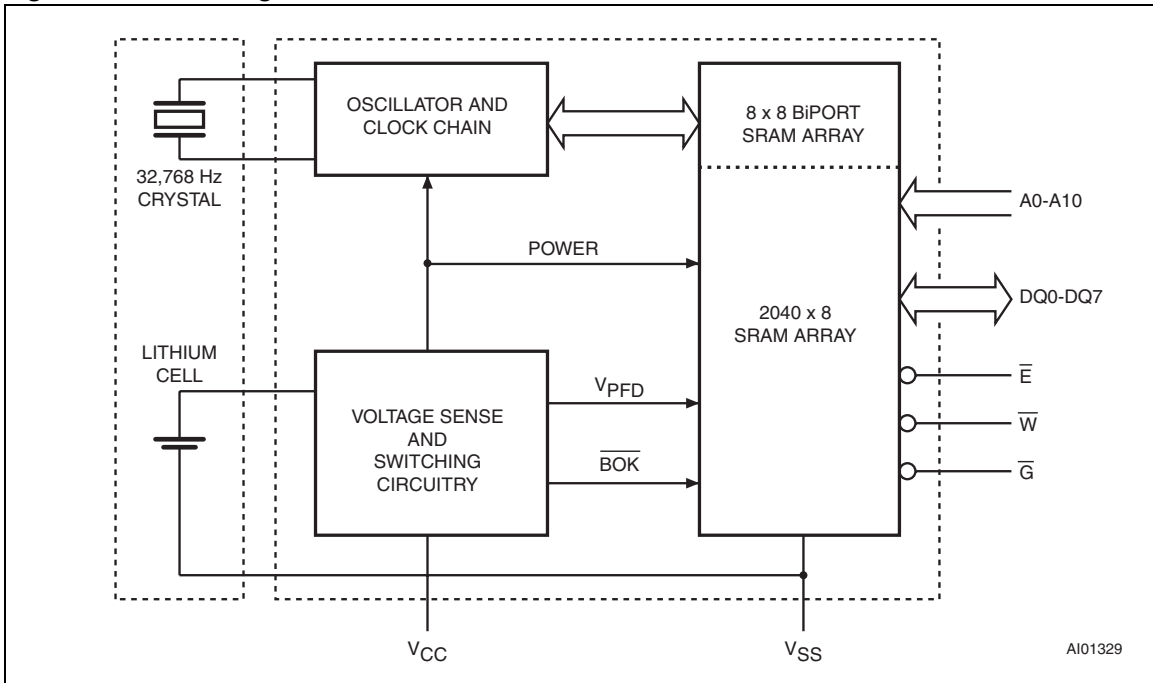 OSCILLATOR AND
CLOCK CHAIN
8 x 8 BiPORT
SRAM ARRAY
32,768 Hz
CRYSTAL
A0-A10
POWER
DQ0-DQ7
2040 x 8
SRAM ARRAY
LITHIUM
CELL
VPFD
E̅
VOLTAGE SENSE
AND
SWITCHING
CIRCUITRY
W̅
B̅O̅K̅
G̅
VCC
VSS
AI01329